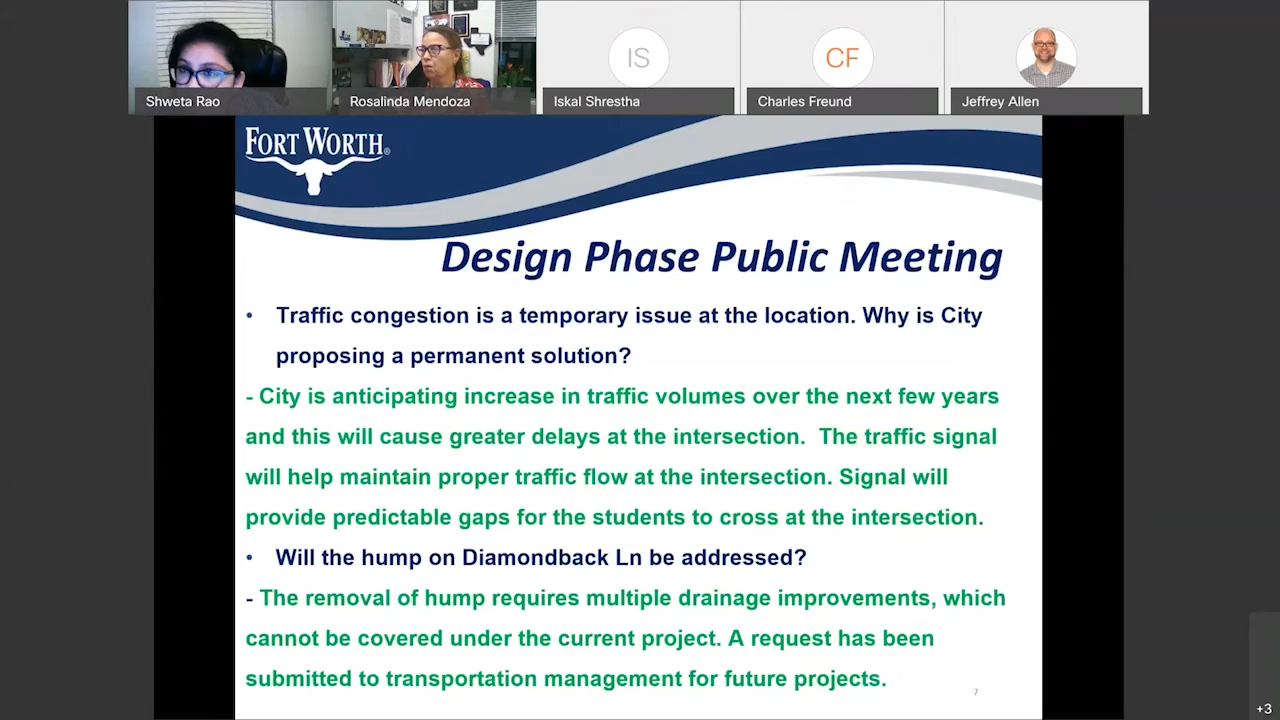 Shweta Rao
Rosalinda Mendoza
IS
Iskal Shrestha
CF
Charles Freund
Jeffrey Allen
FORT WORTH®
Design Phase Public Meeting
• Traffic congestion is a temporary issue at the location. Why is City
proposing a permanent solution?
- City is anticipating increase in traffic volumes over the next few years
and this will cause greater delays at the intersection. The traffic signal
will help maintain proper traffic flow at the intersection. Signal will
provide predictable gaps for the students to cross at the intersection.
• Will the hump on Diamondback Ln be addressed?
- The removal of hump requires multiple drainage improvements, which
cannot be covered under the current project. A request has been
submitted to transportation management for future projects.
7
+3